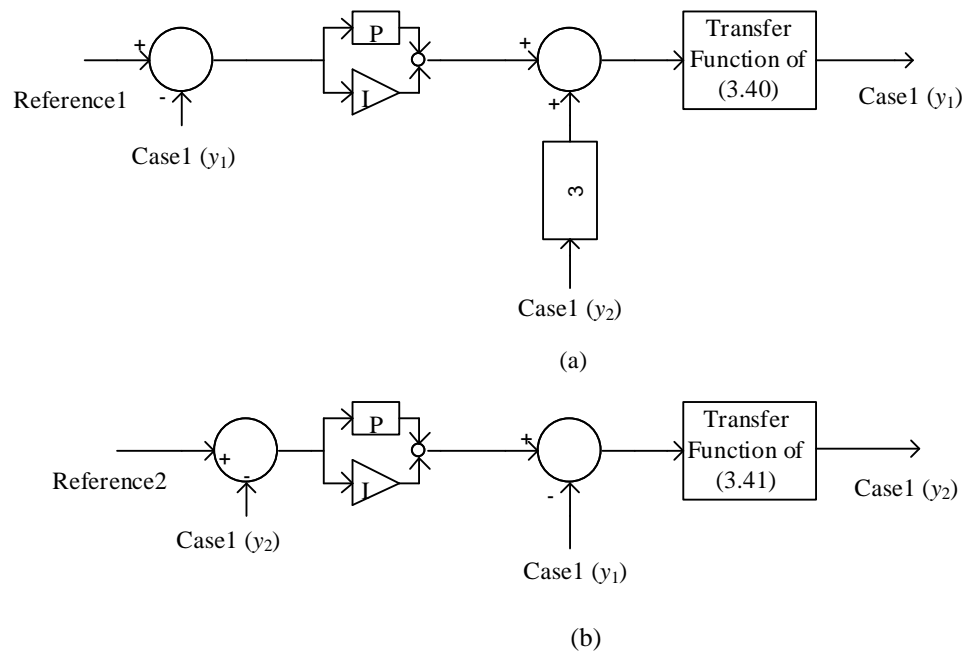 Transfer
Function of
(3.40)
P
I
+
-
+
+
Reference1
Case1 (y1)
Case1 (y1)
3
Case1 (y2)
(a)
Transfer
Function of
(3.41)
P
I
+
-
+
-
Reference2
Case1 (y2)
Case1 (y2)
Case1 (y1)
(b)